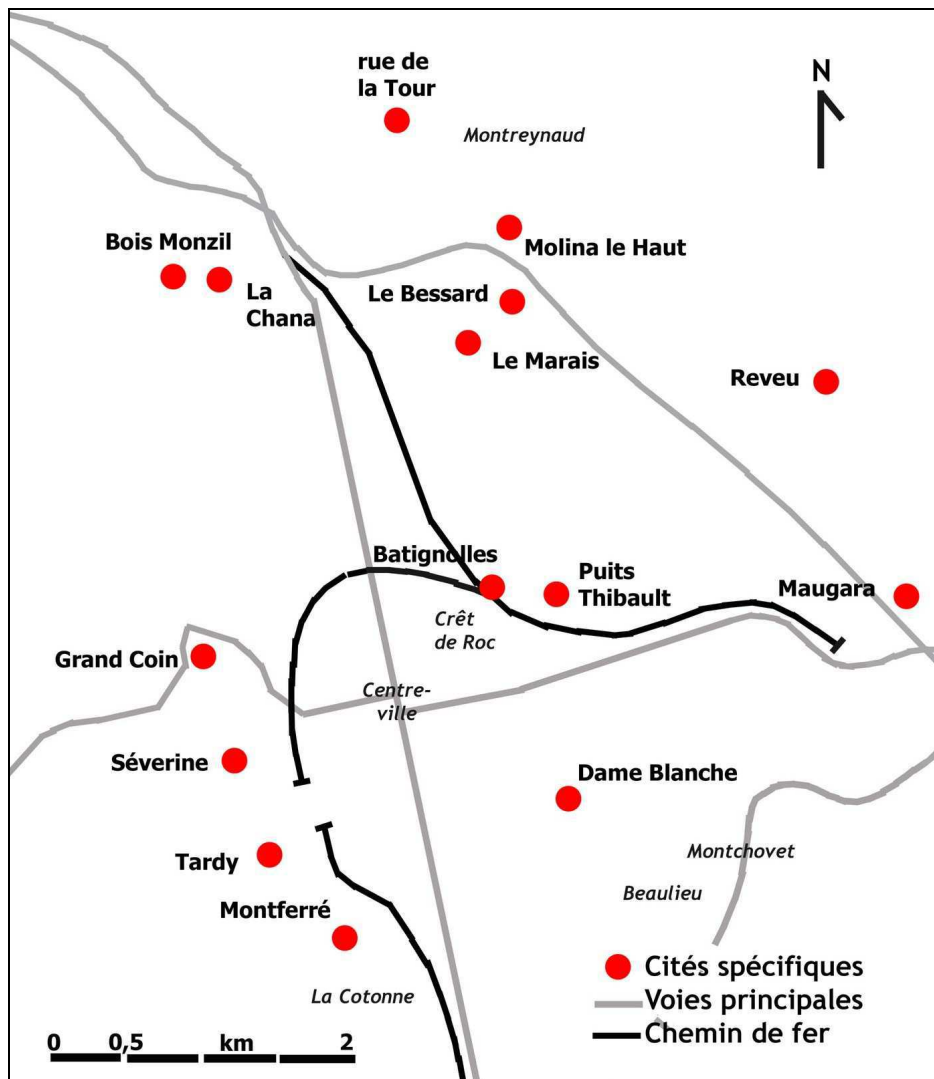 rue de
la Tour
N
Montreynaud
Bois Monzil
Molina le Haut
La
Chana
Le Bessard
Le Marais
Reveu
Batignolles
Puits
Thibault
Maugara
Crêt
de Roc
Grand Coin
Centre-
ville
Séverine
Dame Blanche
Tardy
Montchovet
Beaulieu
Montferré
La Cotonne
Cités spécifiques
Voies principales
Chemin de fer
0 0,5 km 2